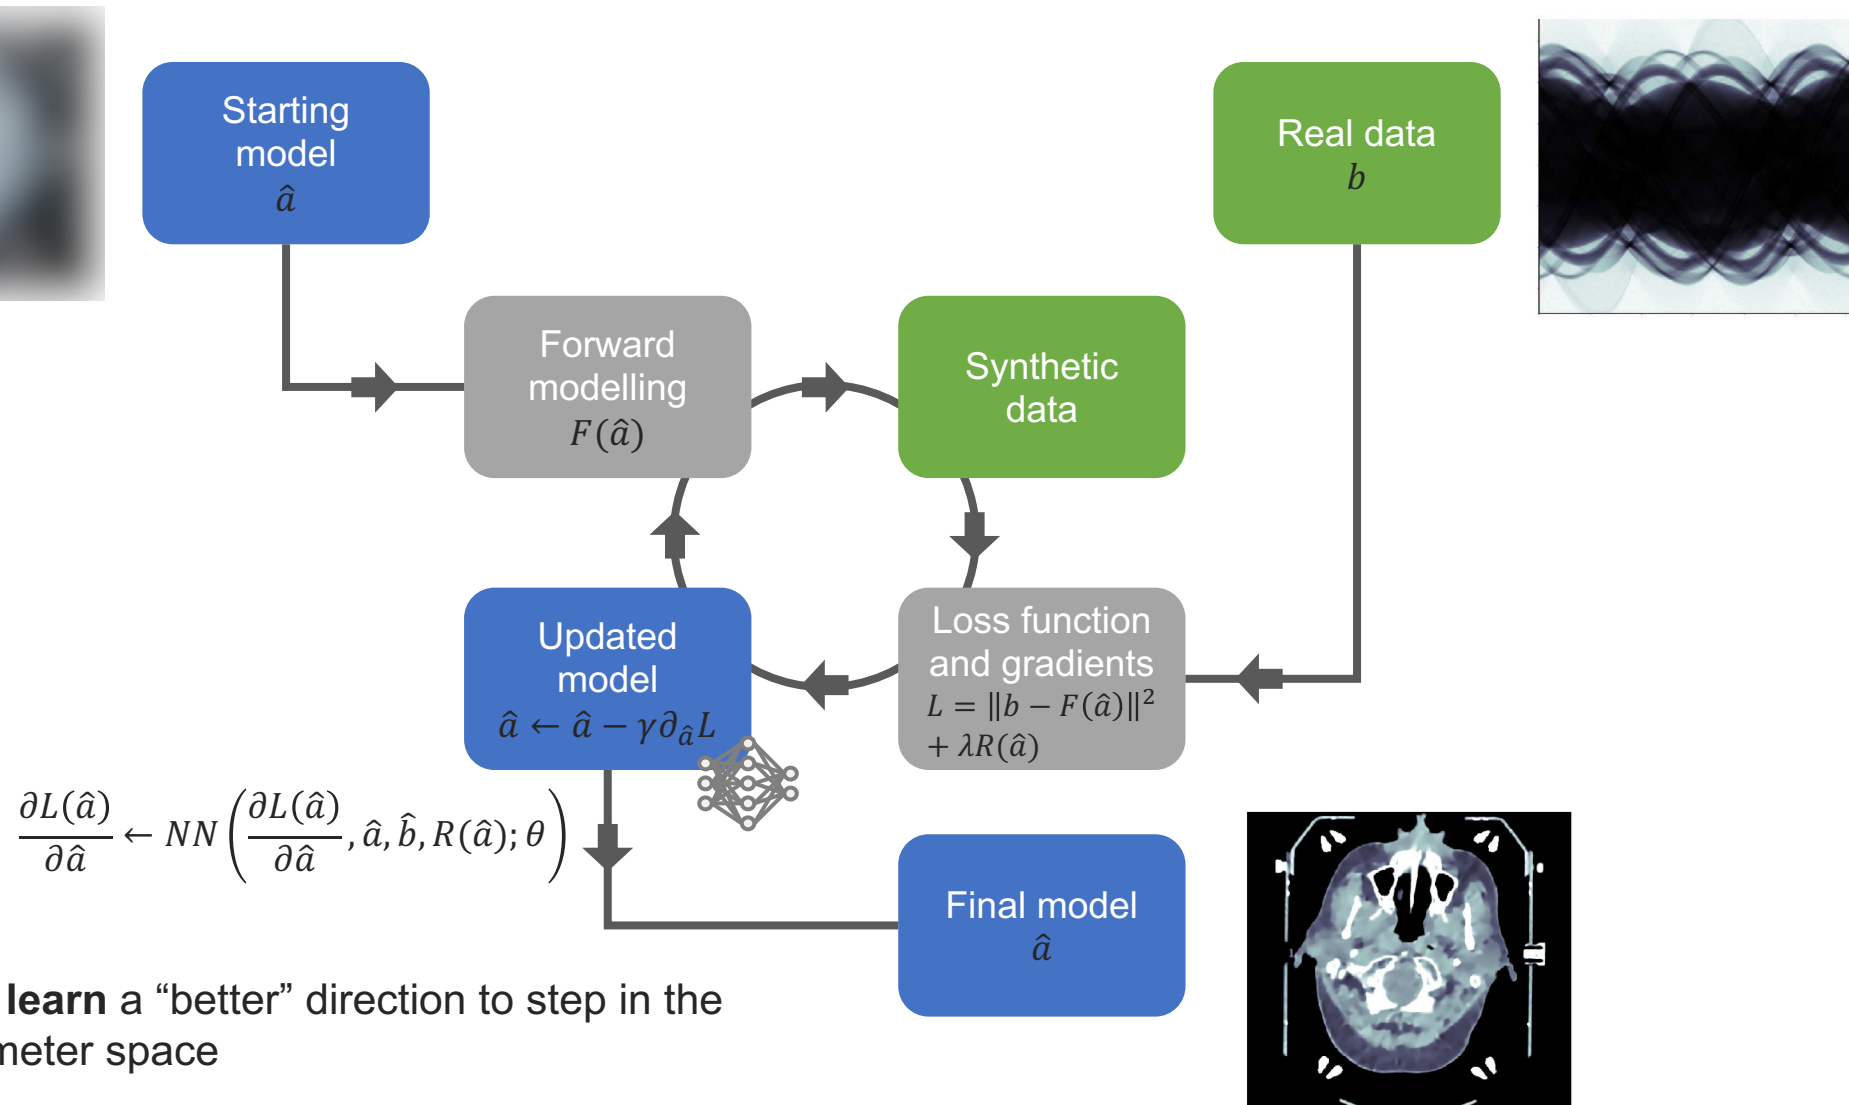 Starting
model
â
Real data
b
Forward
modelling
F(â)
Synthetic
data
Updated
model
â ← â − γ∂_â L
Loss function
and gradients
L = ‖b − F(â)‖²
+ λR(â)
∂L(â)/∂â ← NN(∂L(â)/∂â, â, b̂, R(â); θ)
Final model
â
learn a “better” direction to step in the
meter space